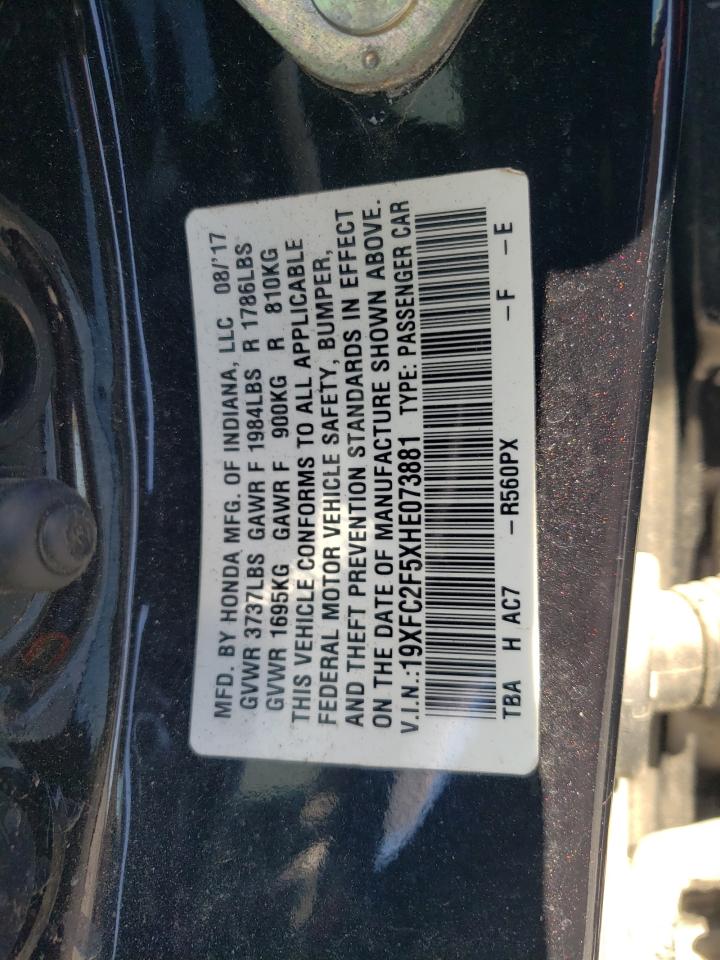 MFD. BY HONDA MFG. OF INDIANA, LLC 08/'17
GVWR 3737LBS GAWR F 1984LBS R 1786LBS
GVWR 1695KG GAWR F 900KG R 810KG
THIS VEHICLE CONFORMS TO ALL APPLICABLE
FEDERAL MOTOR VEHICLE SAFETY, BUMPER,
AND THEFT PREVENTION STANDARDS IN EFFECT
ON THE DATE OF MANUFACTURE SHOWN ABOVE.
V.I.N.:19XFC2F5XHE073881 TYPE: PASSENGER CAR
TBA H AC7 -R560PX -F -E